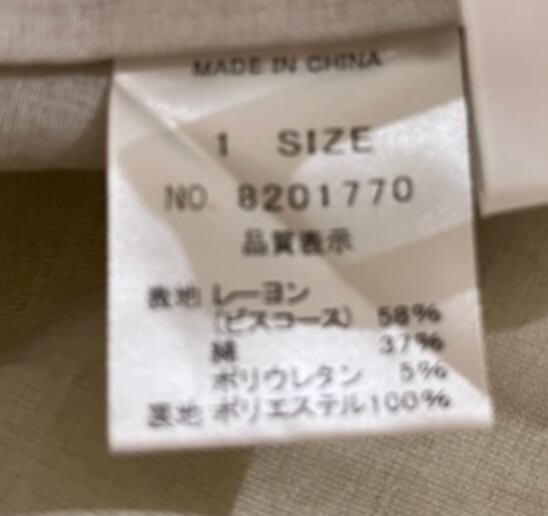 MADE IN CHINA
1 SIZE
NO. 8201770
品質表示
表地 レーヨン
(ビスコース) 58%
綿 37%
ポリウレタン 5%
裏地 ポリエステル100%